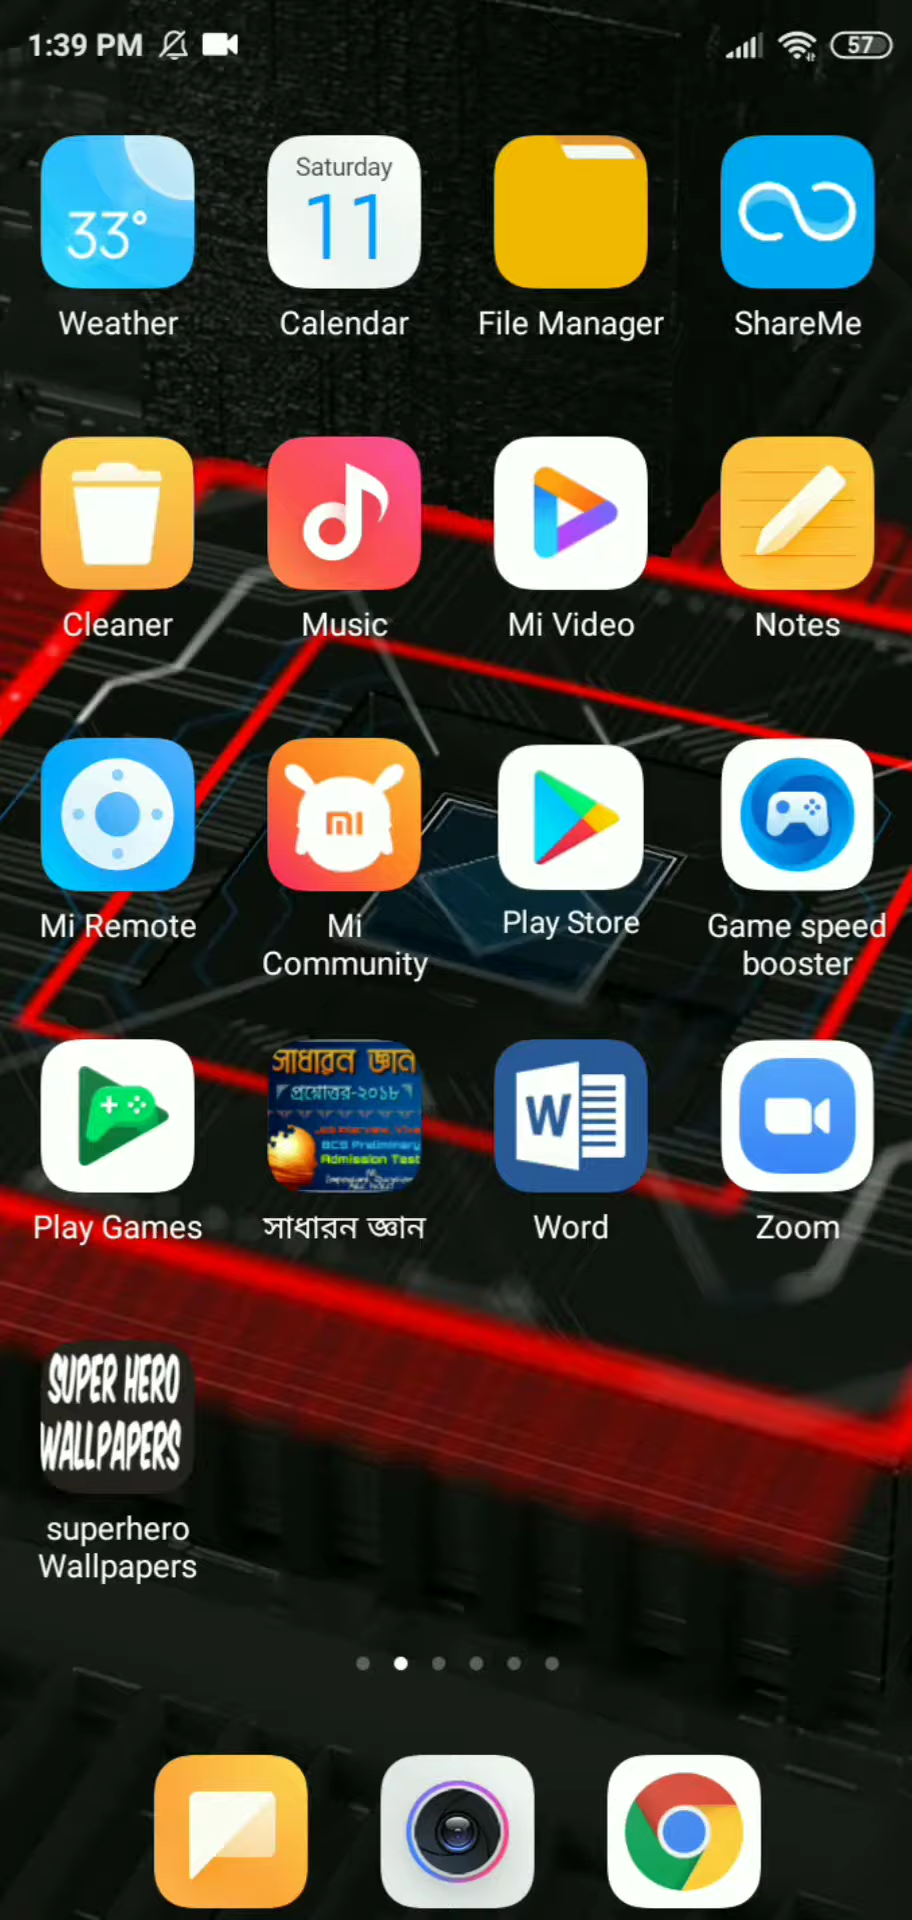 1:39 PM
57
33°
Saturday
11
Weather
Calendar
File Manager
ShareMe
Cleaner
Music
Mi Video
Notes
mi
Mi Remote
Mi
Community
Play Store
Game speed
booster
সাধারন জ্ঞান
প্রশ্নোত্তর-২০১৮
BCS Preliminary
Admission Test
W
Play Games
সাধারন জ্ঞান
Word
Zoom
SUPER HERO
WALLPAPERS
superhero
Wallpapers